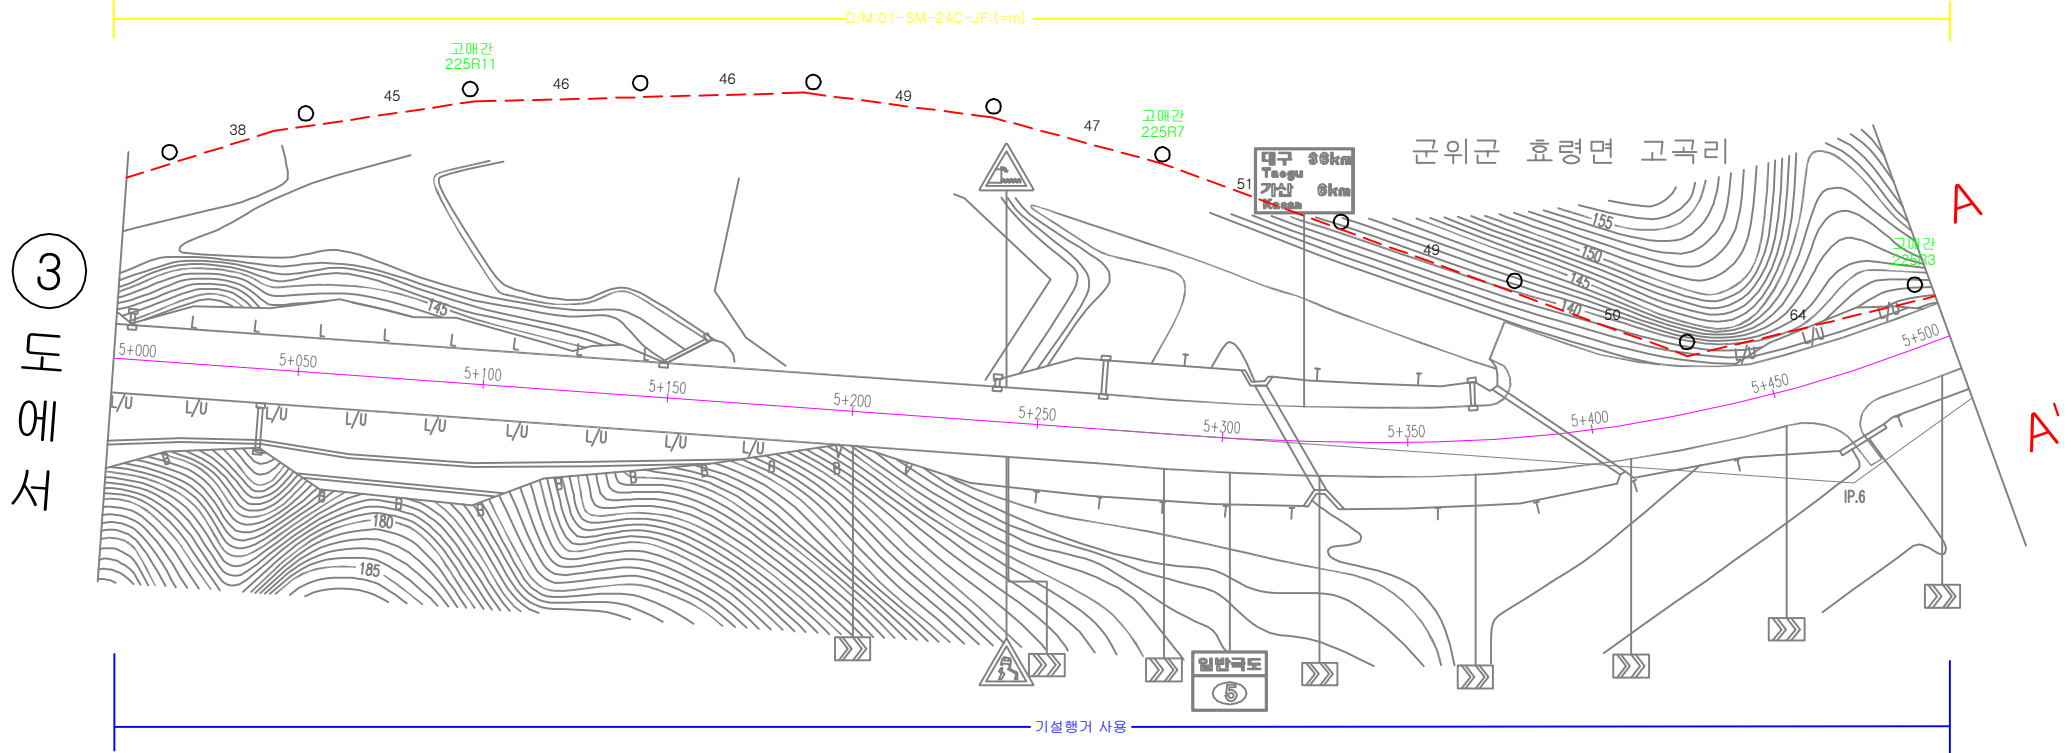 D/M:01-SM-24C-JF:(=m)
고매간
225R11
38
45
46
46
49
47
고매간
225R7
51
대구 36km
Taegu
가산 6km
Kasan
군위군 효령면 고곡리
49
50
64
고매간
225R3
155
150
145
140
145
A
A'
③도에서
L L L L L L L L
L/U L/U L/U
5+000
5+050
5+100
5+150
5+200
5+250
5+300
5+350
5+400
5+450
5+500
L/U L/U L/U L/U L/U L/U L/U L/U L/U
B B B B B B B B B
V V
180
185
IP.6
일반국도
5
기설행거 사용